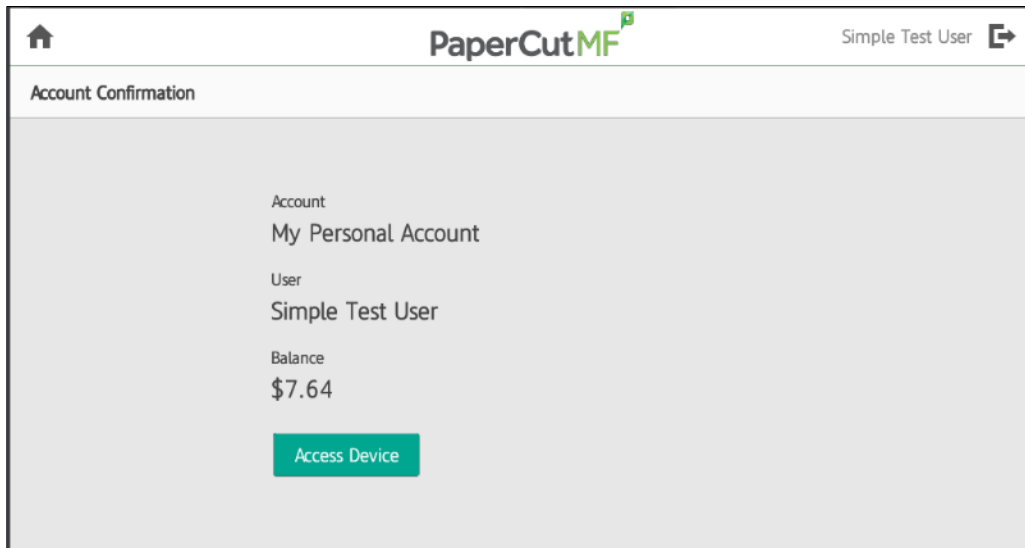 PaperCutMF
Simple Test User
Account Confirmation
Account
My Personal Account
User
Simple Test User
Balance
$7.64
Access Device